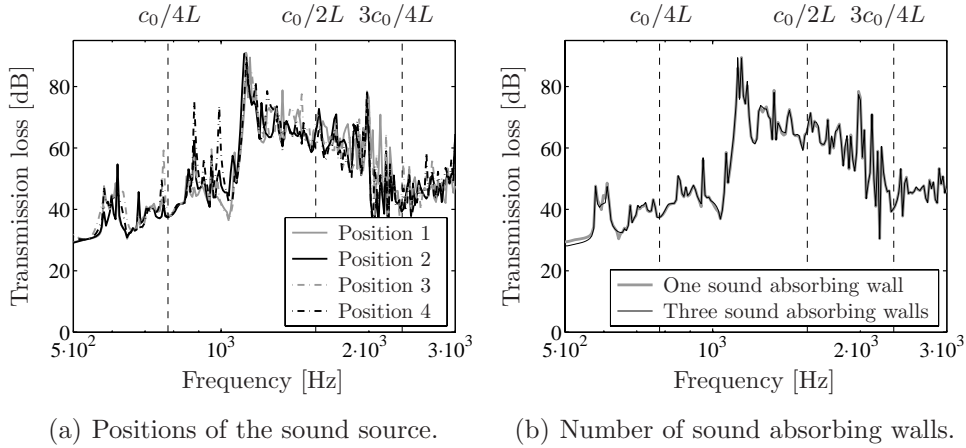 c₀/4L c₀/2L 3c₀/4L
Transmission loss [dB]
80
60
40
20
0
Position 1
Position 2
Position 3
Position 4
5·10² 10³ 2·10³ 3·10³
Frequency [Hz]
(a) Positions of the sound source.
c₀/4L c₀/2L 3c₀/4L
Transmission loss [dB]
80
60
40
20
0
One sound absorbing wall
Three sound absorbing walls
5·10² 10³ 2·10³ 3·10³
Frequency [Hz]
(b) Number of sound absorbing walls.